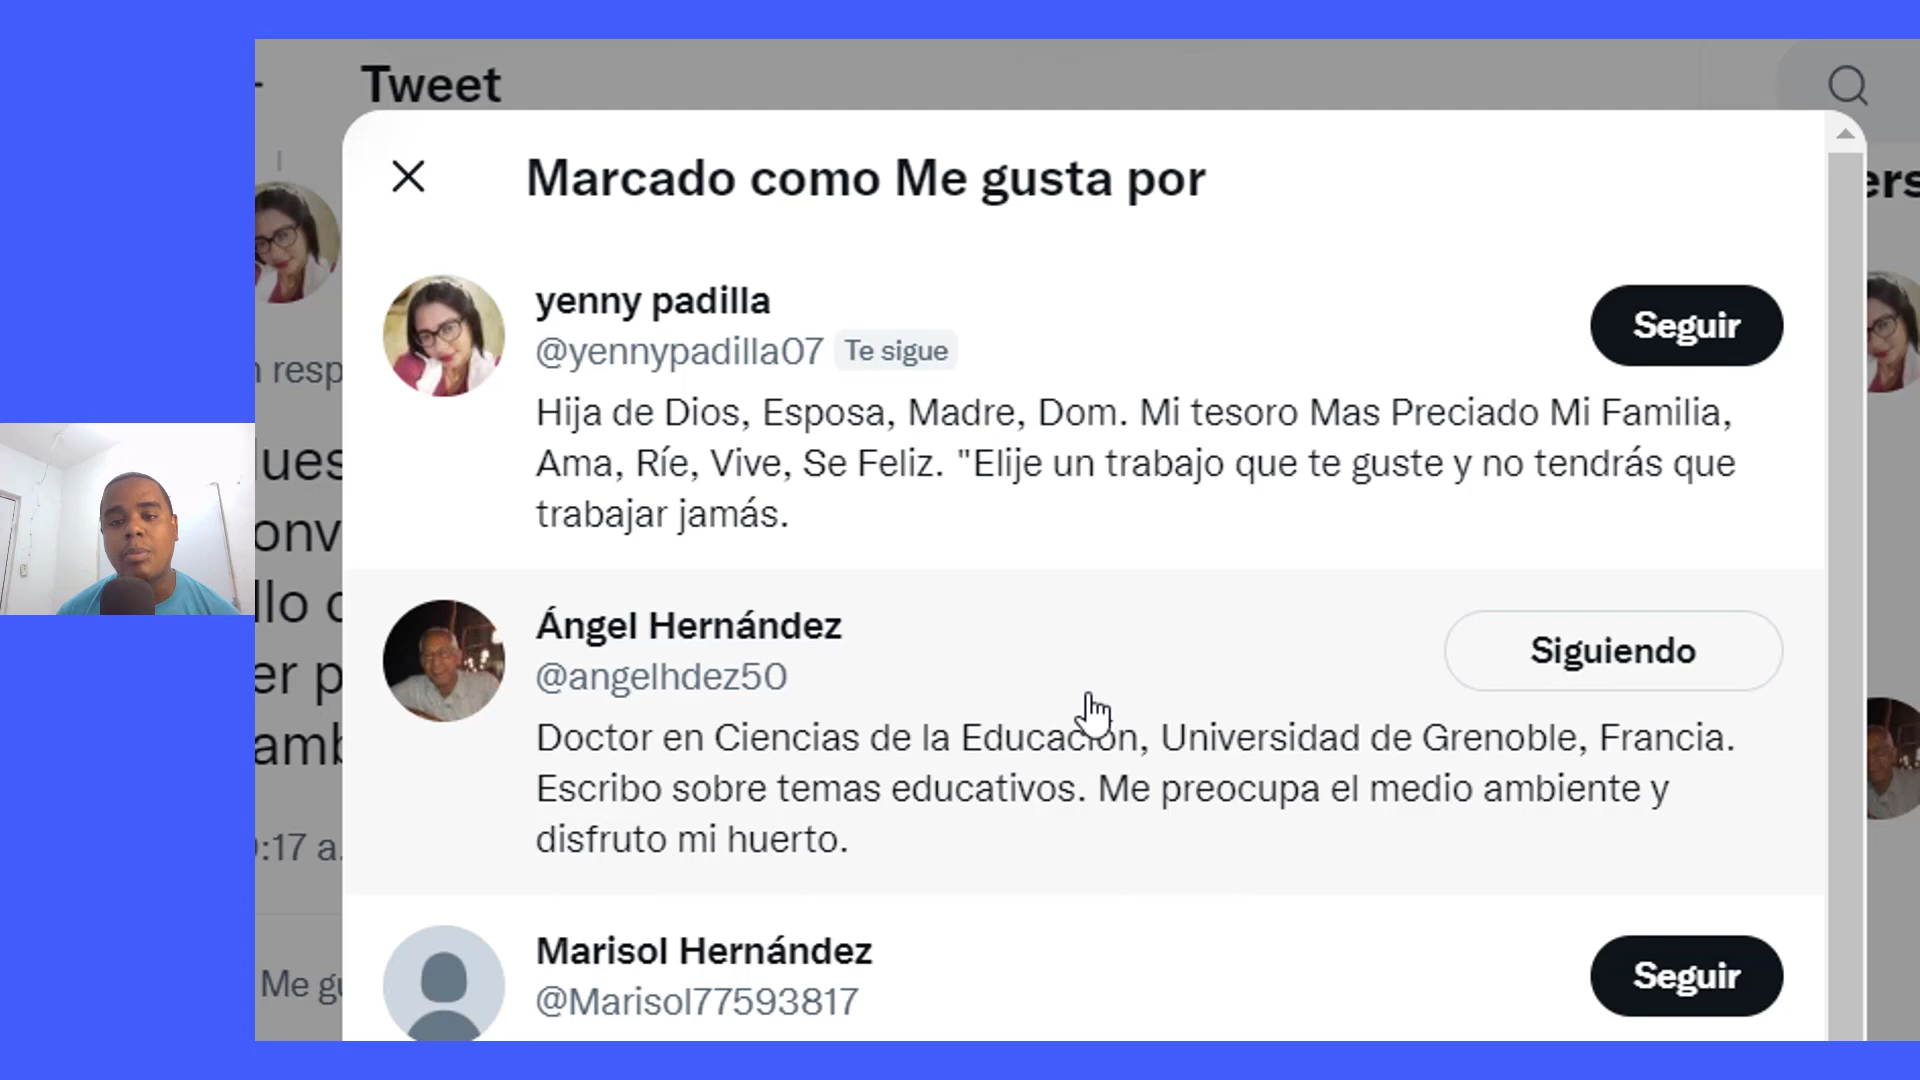 Tweet
Marcado como Me gusta por
yenny padilla
@yennypadilla07 Te sigue
Seguir
Hija de Dios, Esposa, Madre, Dom. Mi tesoro Mas Preciado Mi Familia,
Ama, Ríe, Vive, Se Feliz. "Elije un trabajo que te guste y no tendrás que
trabajar jamás.
Ángel Hernández
@angelhdez50
Siguiendo
Doctor en Ciencias de la Educación, Universidad de Grenoble, Francia.
Escribo sobre temas educativos. Me preocupa el medio ambiente y
disfruto mi huerto.
Marisol Hernández
@Marisol77593817
Seguir
:17 a.
Me gu